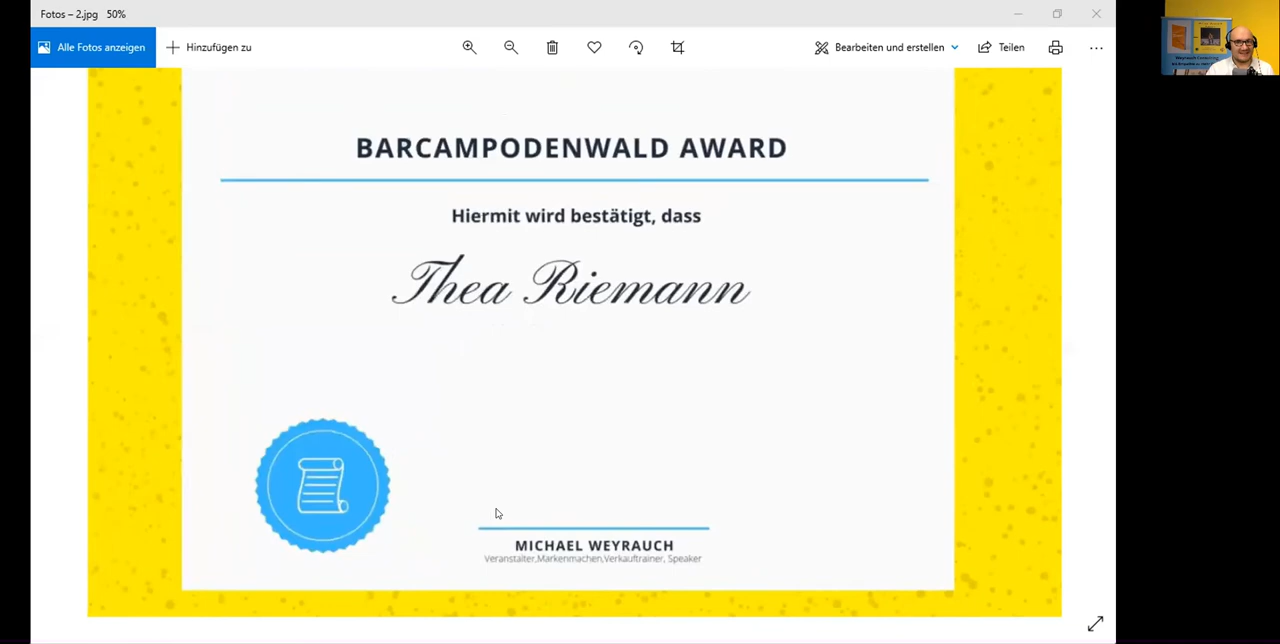 Fotos – 2.jpg 50%
Alle Fotos anzeigen
Hinzufügen zu
Bearbeiten und erstellen
Teilen
BARCAMPODENWALD AWARD
Hiermit wird bestätigt, dass
Thea Riemann
MICHAEL WEYRAUCH
Veranstalter,Markenmachen,Verkauftrainer, Speaker